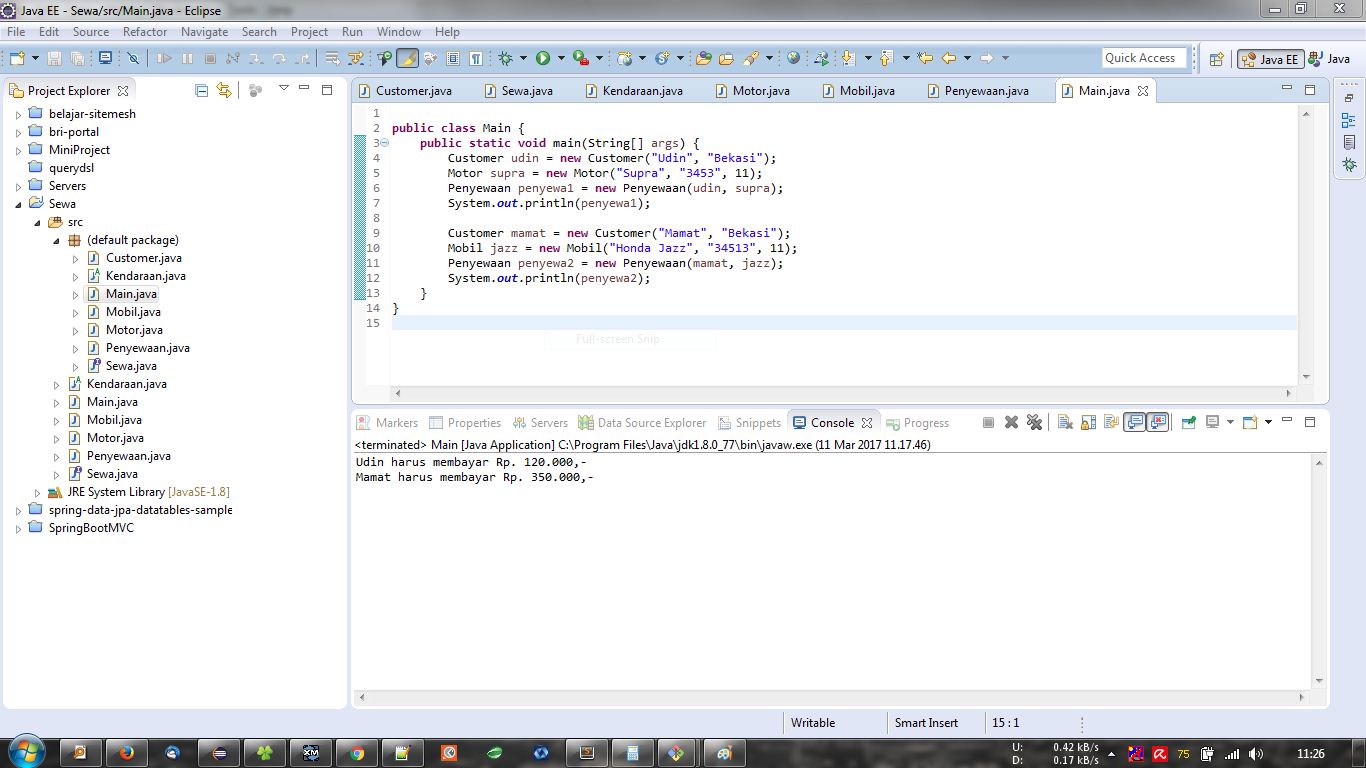 Java EE - Sewa/src/Main.java - Eclipse
File Edit Source Refactor Navigate Search Project Run Window Help
Quick Access
Java EE
Java
Project Explorer
belajar-sitemesh
bri-portal
MiniProject
querydsl
Servers
Sewa
src
(default package)
Customer.java
Kendaraan.java
Main.java
Mobil.java
Motor.java
Penyewaan.java
Sewa.java
Kendaraan.java
Main.java
Mobil.java
Motor.java
Penyewaan.java
Sewa.java
JRE System Library [JavaSE-1.8]
spring-data-jpa-datatables-sample
SpringBootMVC
Customer.java Sewa.java Kendaraan.java Motor.java Mobil.java Penyewaan.java Main.java
1
2 public class Main {
3 public static void main(String[] args) {
4 Customer udin = new Customer("Udin", "Bekasi");
5 Motor supra = new Motor("Supra", "3453", 11);
6 Penyewaan penyewa1 = new Penyewaan(udin, supra);
7 System.out.println(penyewa1);
8
9 Customer mamat = new Customer("Mamat", "Bekasi");
10 Mobil jazz = new Mobil("Honda Jazz", "34513", 11);
11 Penyewaan penyewa2 = new Penyewaan(mamat, jazz);
12 System.out.println(penyewa2);
13 }
14 }
15
Full-screen Snip
Markers Properties Servers Data Source Explorer Snippets Console Progress
<terminated> Main [Java Application] C:\Program Files\Java\jdk1.8.0_77\bin\javaw.exe (11 Mar 2017 11.17.46)
Udin harus membayar Rp. 120.000,-
Mamat harus membayar Rp. 350.000,-
Writable Smart Insert 15 : 1
U: 0.42 kB/s
D: 0.17 kB/s
75
11:26